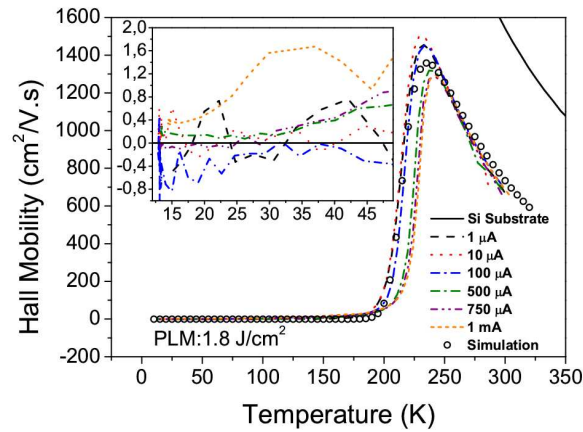 1600
1400
1200
1000
800
600
400
200
0
-200
Hall Mobility (cm²/V.s)
2,0
1,6
1,2
0,8
0,4
0,0
-0,4
-0,8
15 20 25 30 35 40 45
Si Substrate
1 μA
10 μA
100 μA
500 μA
750 μA
1 mA
Simulation
PLM:1.8 J/cm²
0 50 100 150 200 250 300 350
Temperature (K)